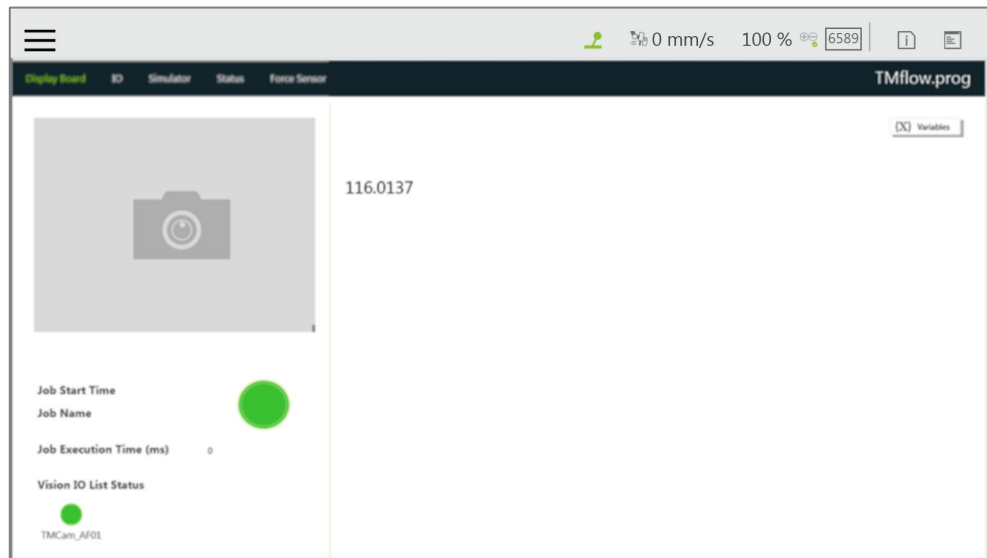 0 mm/s 100 % 6589
Display Board IO Simulator Status Force Sensor TMflow.prog
{X} Variables
116.0137
Job Start Time
Job Name
Job Execution Time (ms) 0
Vision IO List Status
TMCam_AF01